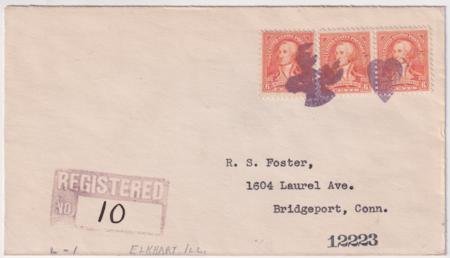 R. S. Foster,
1604 Laurel Ave.
Bridgeport, Conn.
REGISTERED
NO 10
12223
L-1 ELKHART ILL.